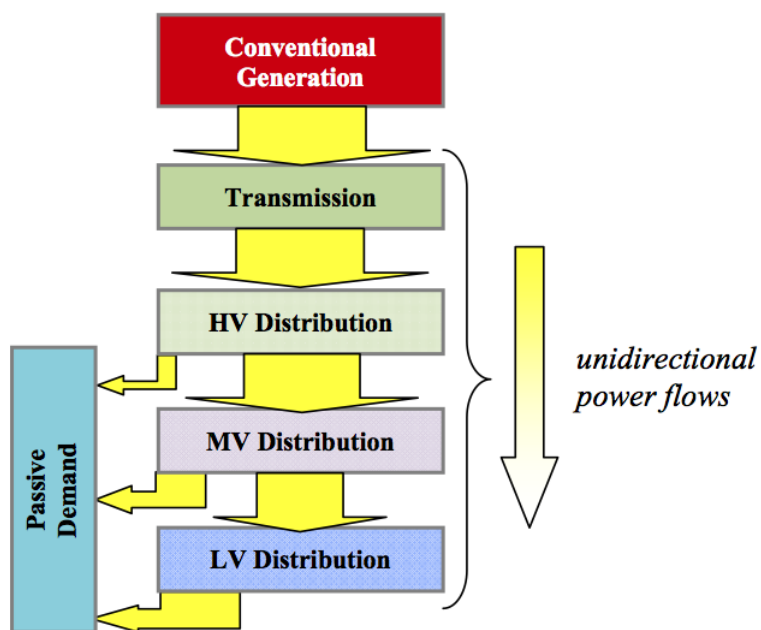 Conventional
Generation
Transmission
HV Distribution
unidirectional
power flows
MV Distribution
Passive
Demand
LV Distribution